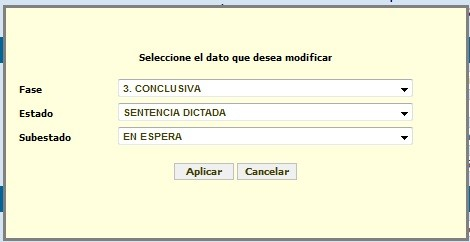 Seleccione el dato que desea modificar
Fase 3. CONCLUSIVA
Estado SENTENCIA DICTADA
Subestado EN ESPERA
Aplicar Cancelar